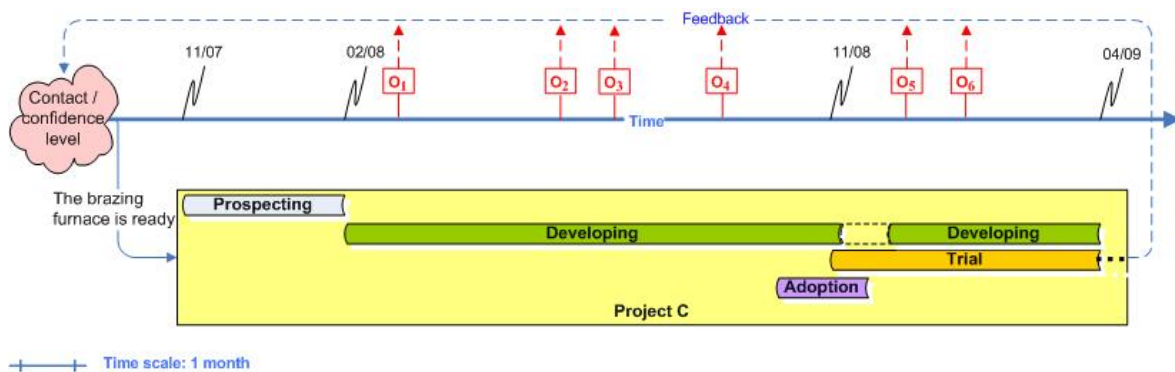 Feedback
11/07
02/08
11/08
04/09
O1
O2
O3
O4
O5
O6
Contact /
confidence
level
Time
The brazing
furnace is ready
Prospecting
Developing
Developing
Trial
Adoption
Project C
Time scale: 1 month